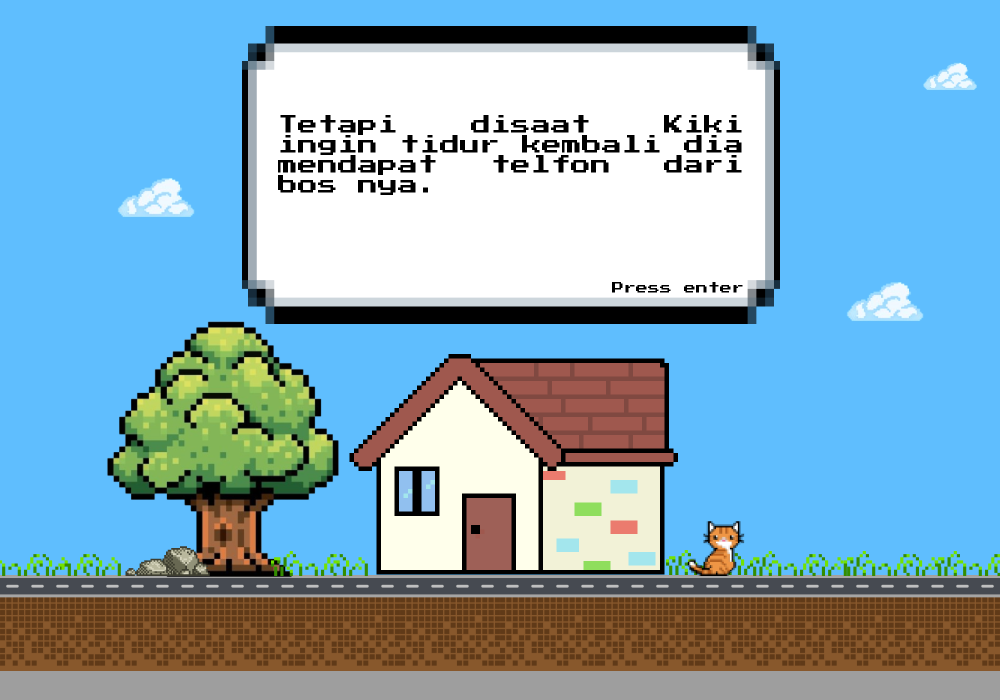 Tetapi disaat Kiki
ingin tidur kembali dia
mendapat telfon dari
bos nya.
Press enter